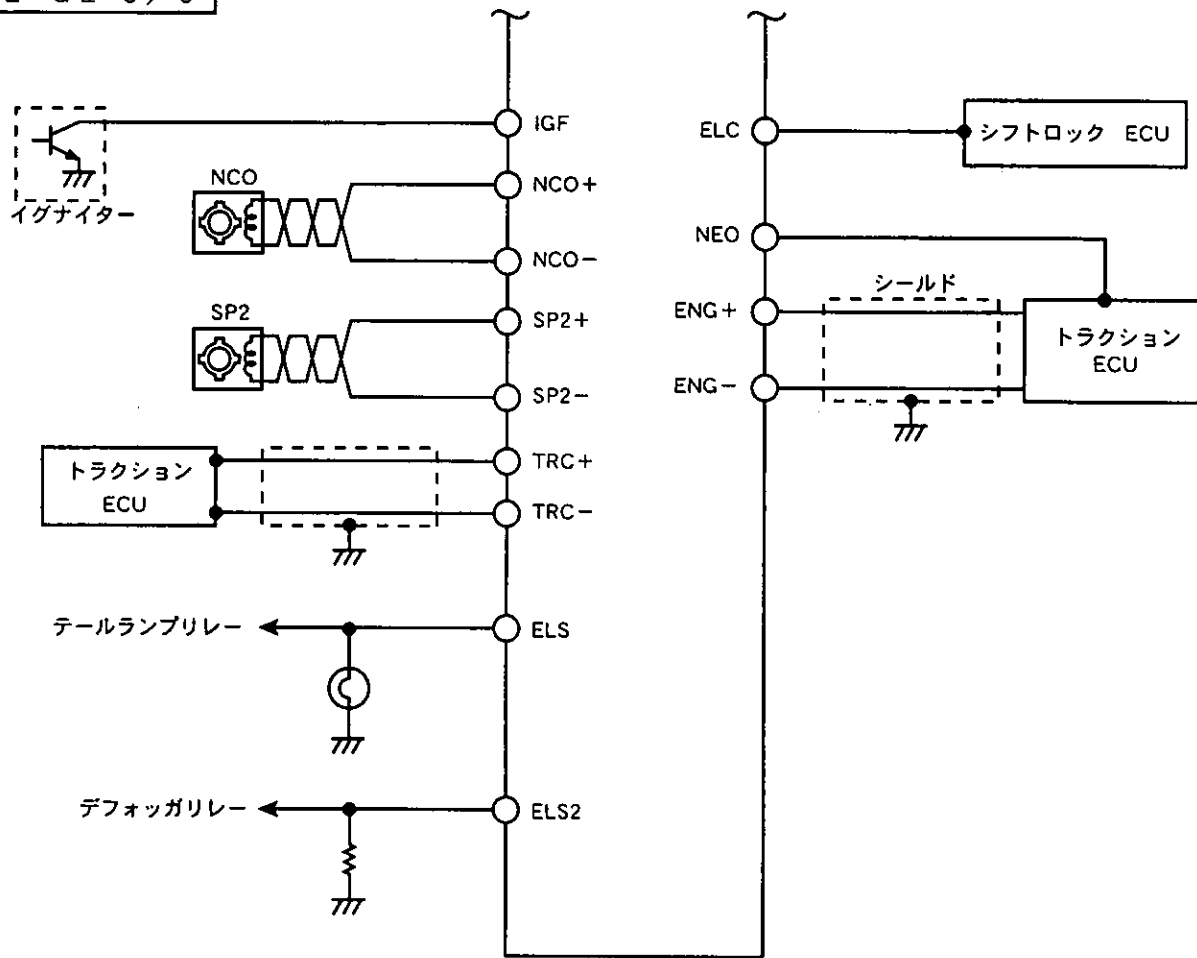 IGF
イグナイター
NCO
NCO+
NCO−
SP2
SP2+
SP2−
トラクション
ECU
TRC+
TRC−
テールランプリレー
ELS
デフォッガリレー
ELS2
ELC
シフトロック ECU
NEO
シールド
ENG+
ENG−
トラクション
ECU